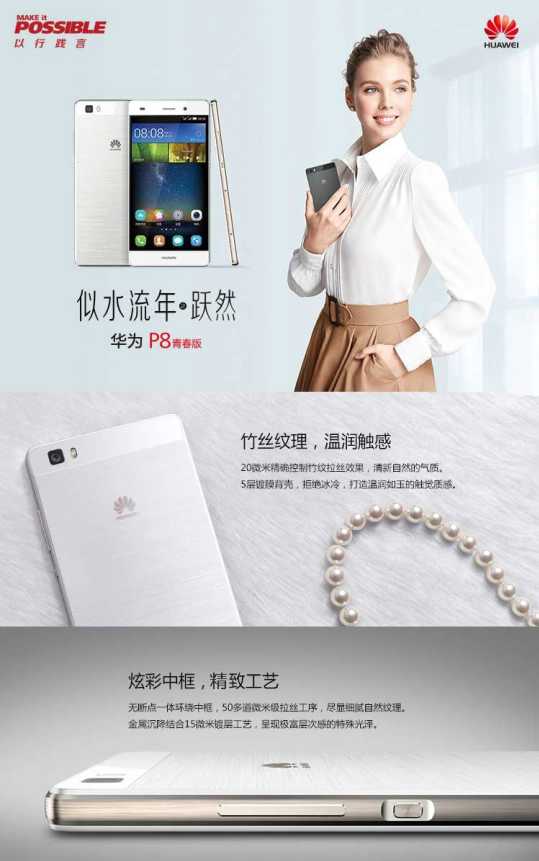 MAKE it
POSSIBLE
以行践言
HUAWEI
08:08
HUAWEI
似水流年·跃然
华为 P8青春版
竹丝纹理，温润触感
20微米精确控制竹纹拉丝效果，清新自然的气质。
5层镀膜背壳，拒绝冰冷，打造温润如玉的触觉质感。
炫彩中框，精致工艺
无断点一体环绕中框，50多道微米级拉丝工序，尽显细腻自然纹理。
金属沉降结合15微米镀层工艺，呈现极富层次感的特殊光泽。